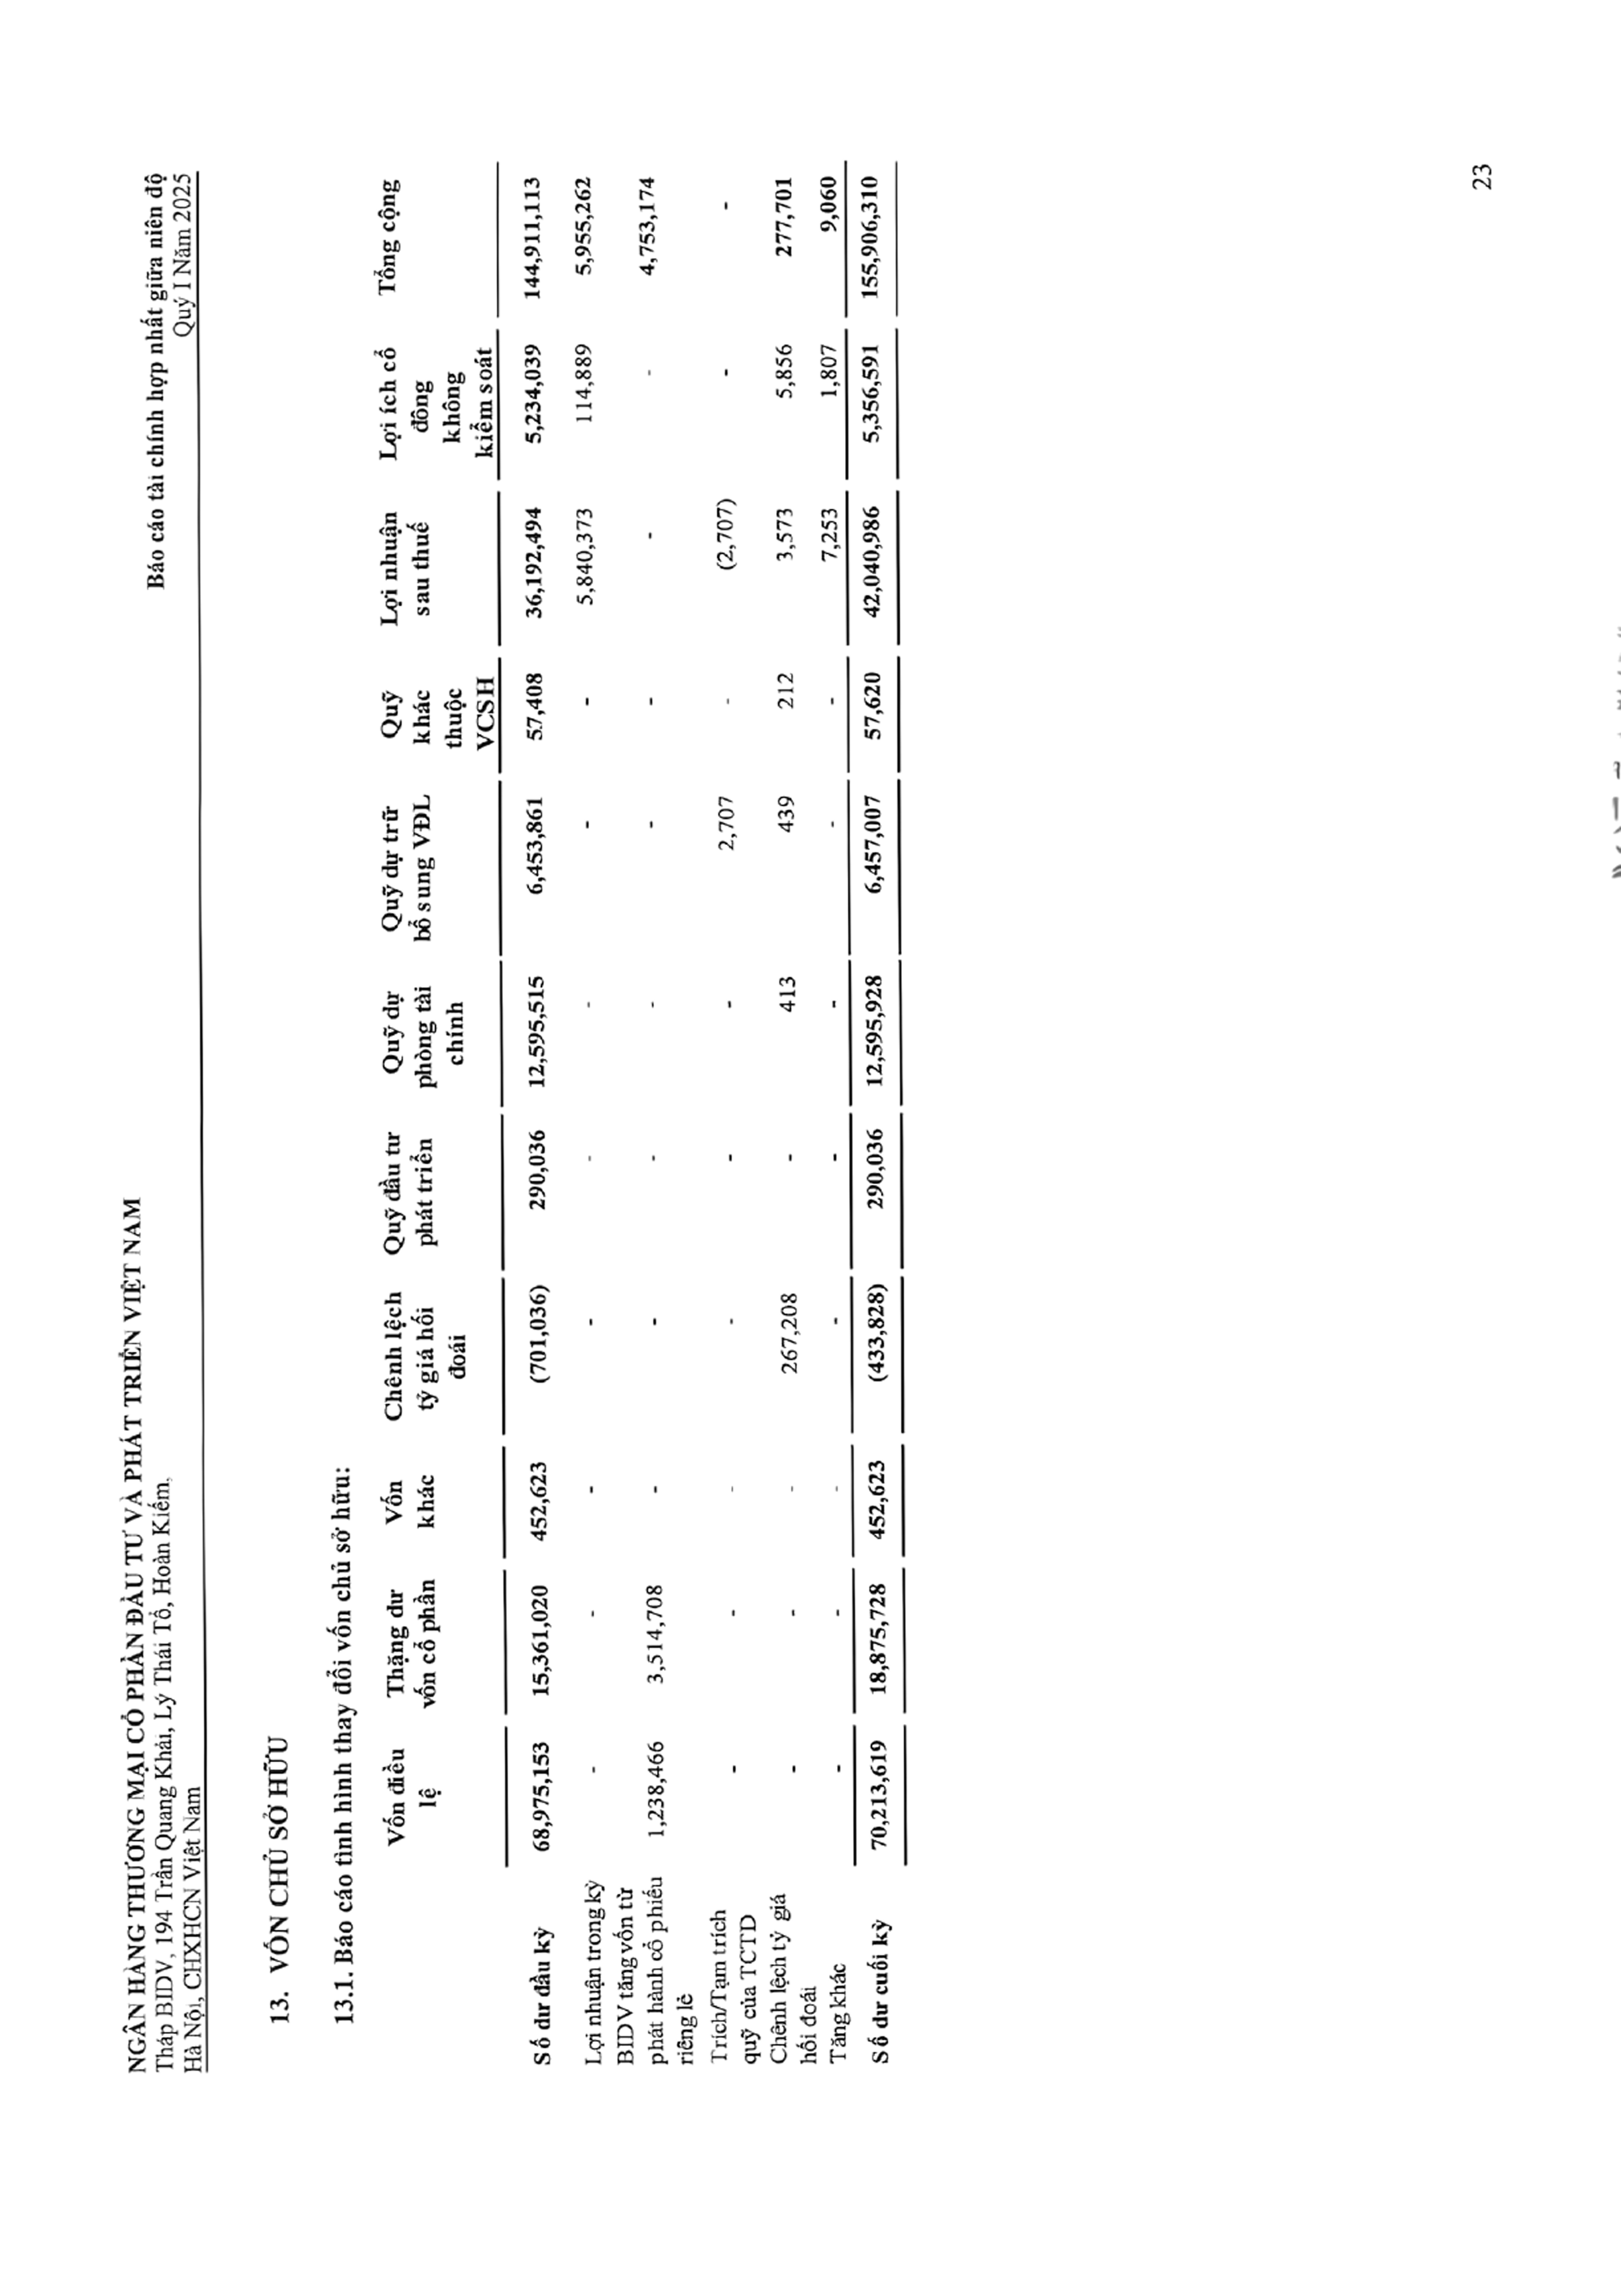 NGÂN HÀNG THƯƠNG MẠI CỔ PHẦN ĐẦU TƯ VÀ PHÁT TRIỂN VIỆT NAM
Tháp BIDV, 194 Trần Quang Khải, Lý Thái Tổ, Hoàn Kiếm,
Hà Nội, CHXHCN Việt Nam
Báo cáo tài chính hợp nhất giữa niên độ
Quý I Năm 2025
13. VỐN CHỦ SỞ HỮU
13.1. Báo cáo tình hình thay đổi vốn chủ sở hữu:
Vốn điều Thặng dư Vốn Chênh lệch Quỹ đầu tư Quỹ dự Quỹ dự trữ Quỹ Lợi nhuận Lợi ích cổ Tổng cộng
lệ vốn cổ phần khác tỷ giá hối phát triển phòng tài bổ sung VĐL khác sau thuế đông
đoái chính thuộc không
VCSH kiểm soát
Số dư đầu kỳ 68,975,153 15,361,020 452,623 (701,036) 290,036 12,595,515 6,453,861 57,408 36,192,494 5,234,039 144,911,113
Lợi nhuận trong kỳ - - - - - - - - 5,840,373 114,889 5,955,262
BIDV tăng vốn từ
phát hành cổ phiếu 1,238,466 3,514,708 - - - - - - - - 4,753,174
riêng lẻ
Trích/Tạm trích - - - - - - 2,707 - (2,707) - -
quỹ của TCTD
Chênh lệch tỷ giá - - - 267,208 - 413 439 212 3,573 5,856 277,701
hối đoái
Tăng khác - - - - - - - - 7,253 1,807 9,060
Số dư cuối kỳ 70,213,619 18,875,728 452,623 (433,828) 290,036 12,595,928 6,457,007 57,620 42,040,986 5,356,591 155,906,310
23